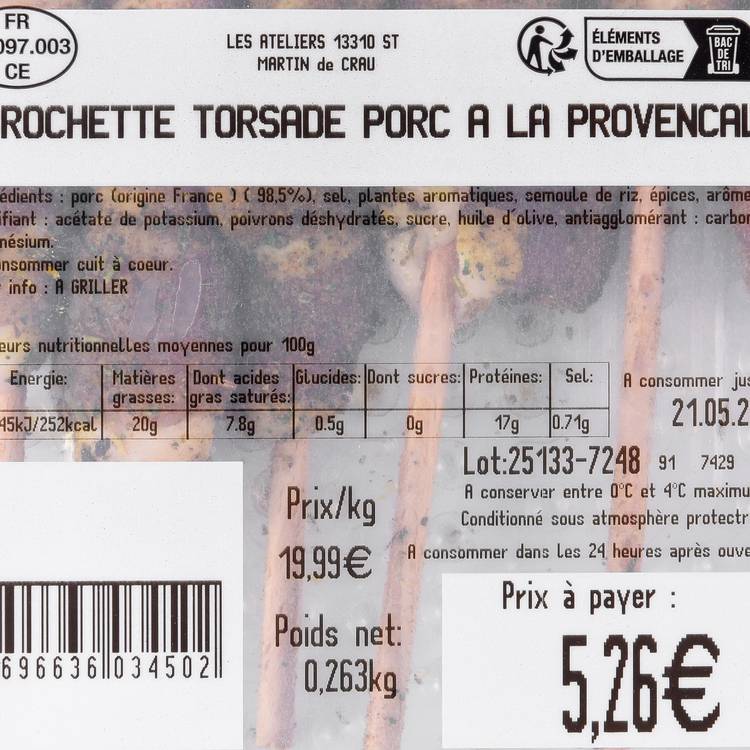 FR
097.003
CE
LES ATELIERS 13310 ST
MARTIN de CRAU
ÉLÉMENTS
D'EMBALLAGE
BAC
DE
TRI
ROCHETTE TORSADE PORC A LA PROVENCAL
édients : porc (origine France ) ( 98,5%), sel, plantes aromatiques, semoule de riz, épices, arôme
ifiant : acétate de potassium, poivrons déshydratés, sucre, huile d'olive, antiagglomérant : carbon
nésium.
nsommer cuit à coeur.
info : A GRILLER
eurs nutritionnelles moyennes pour 100g
Energie: Matières grasses: Dont acides gras saturés: Glucides: Dont sucres: Protéines: Sel:
45kJ/252kcal 20g 7.8g 0.5g 0g 17g 0.71g
A consommer jus
21.05.2
Lot:25133-7248 91 7429
A conserver entre 0°C et 4°C maximu
Conditionné sous atmosphère protectr
A consommer dans les 24 heures après ouve
Prix/kg
19,99€
Poids net:
0,263kg
Prix à payer :
5,26€
696636 034502